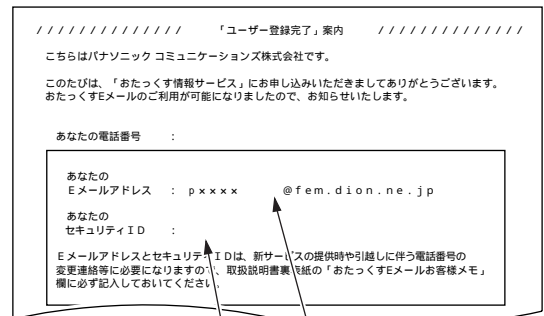 / / / / / / / / / / / / / / 「ユーザー登録完了」案内 / / / / / / / / / / / / / /
こちらはパナソニック コミュニケーションズ株式会社です。
このたびは、「おたっくす情報サービス」にお申し込みいただきましてありがとうございます。
おたっくすEメールのご利用が可能になりましたので、お知らせいたします。
あなたの電話番号 :
あなたの
Eメールアドレス : p×××× @fem.dion.ne.jp
あなたの
セキュリティID :
EメールアドレスとセキュリティIDは、新サービスの提供時や引越しに伴う電話番号の
変更連絡等に必要になりますので、取扱説明書裏表紙の「おたっくすEメールお客様メモ」
欄に必ず記入しておいてください。